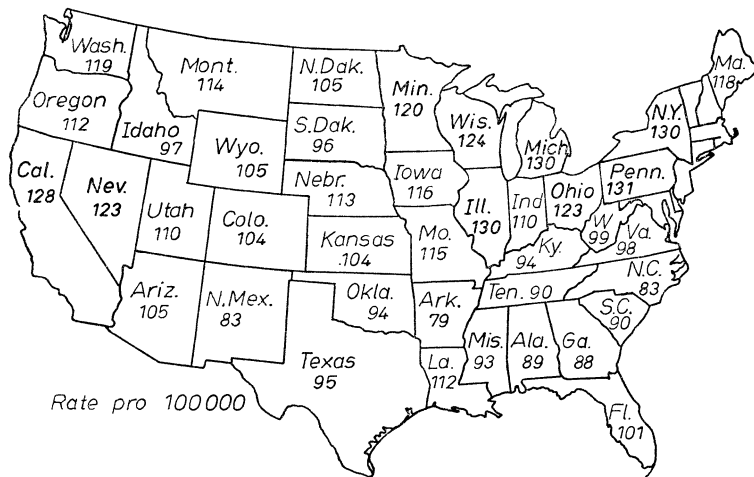 Wash.
119
Mont.
114
N.Dak.
105
Min.
120
Ma.
118
Oregon
112
Idaho
97
Wyo.
105
S.Dak.
96
Wis.
124
Mich
130
N.Y.
130
Cal.
128
Nev.
123
Utah
110
Colo.
104
Nebr.
113
Iowa
116
Ill.
130
Ind
110
Ohio
123
Penn.
131
Kansas
.104
Mo.
115
Ky.
94
W
99
Va.
98
Ariz.
105
N.Mex.
83
Okla.
94
Ark.
79
Ten. 90
N.C.
83
S.C.
90
Texas
95
La.
112
Mis.
93
Ala.
89
Ga.
88
Fl.
101
Rate pro 100000